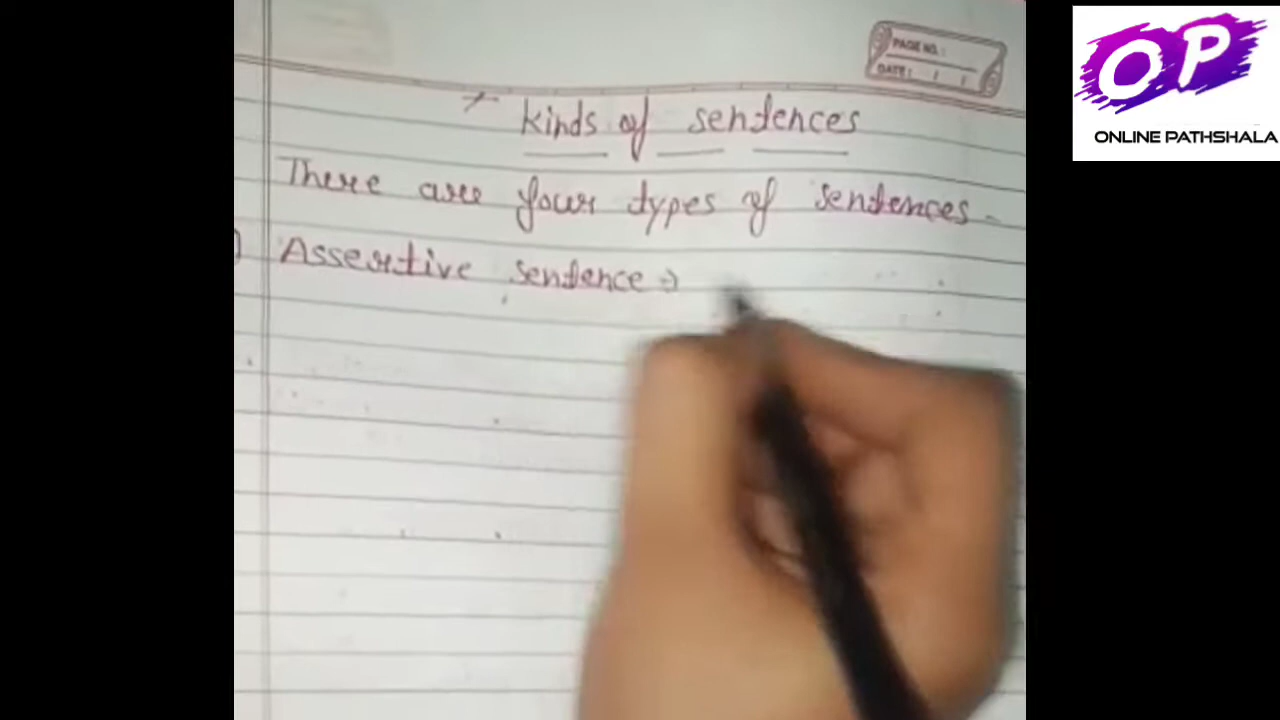 PAGE NO. :
DATE : / /
OP
ONLINE PATHSHALA
Kinds of sentences
There are four types of sentences -
) Assertive sentence →